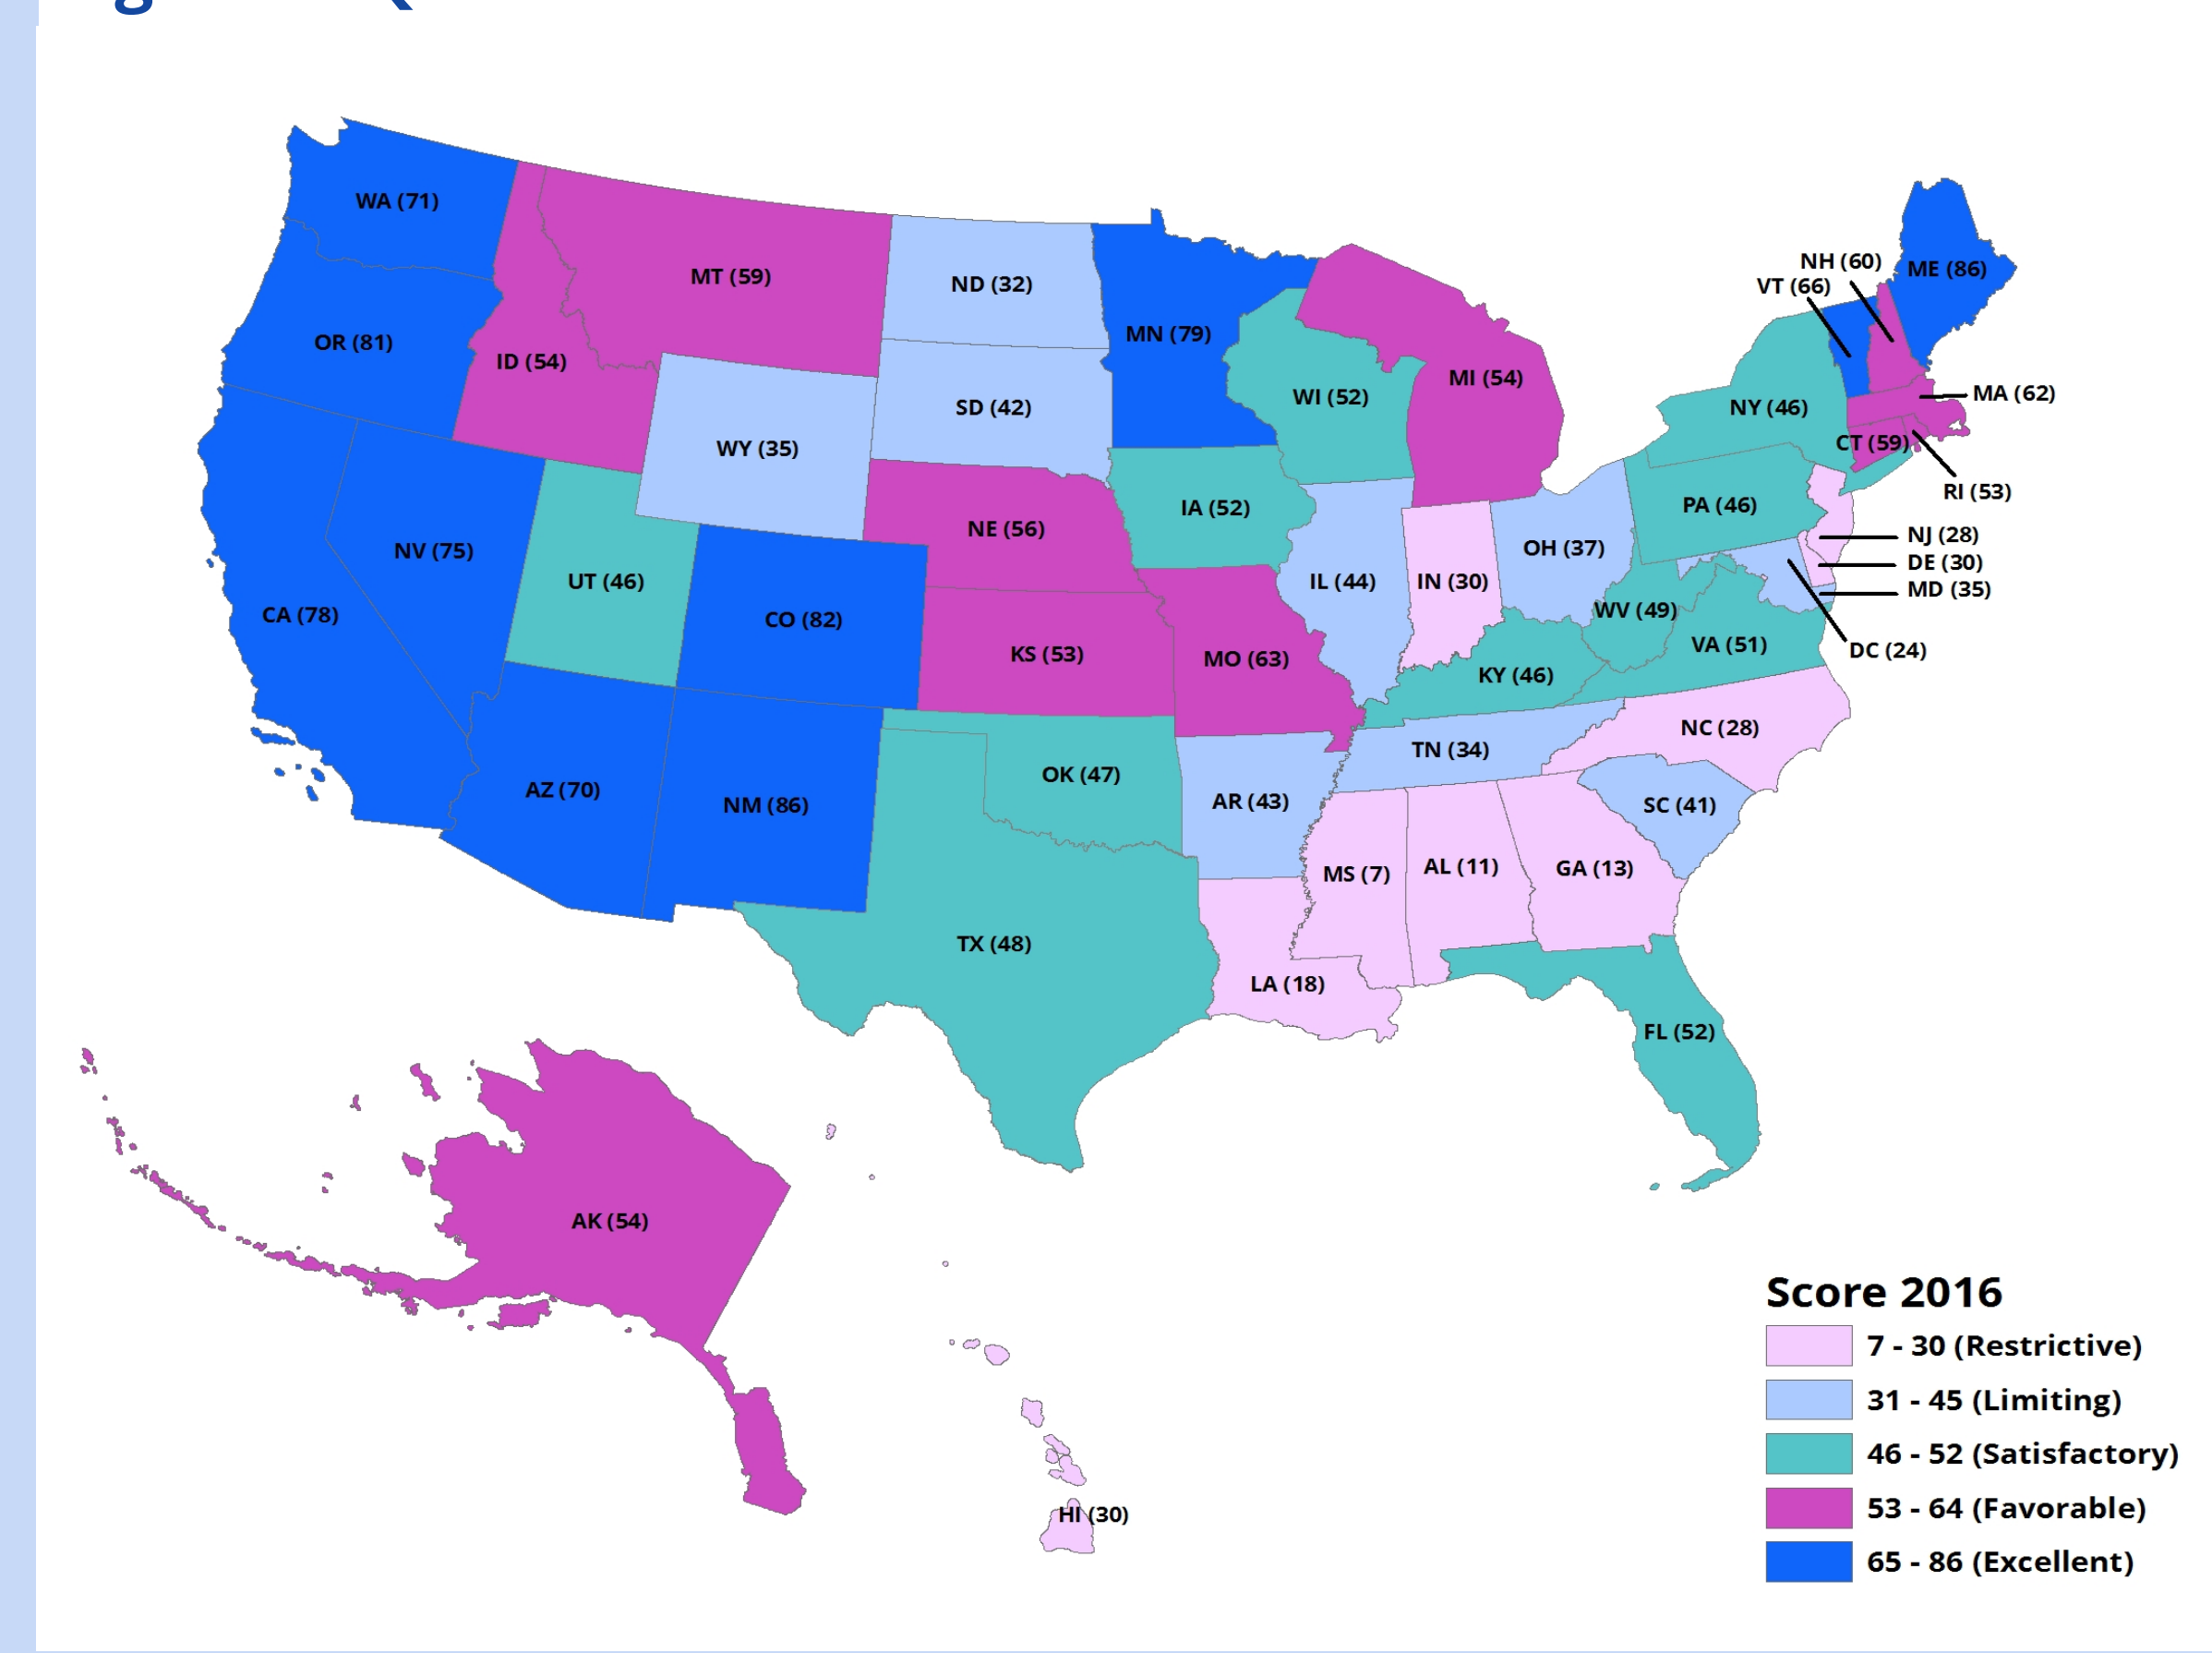 WA (71)
OR (81)
CA (78)
NV (75)
ID (54)
MT (59)
WY (35)
UT (46)
CO (82)
AZ (70)
NM (86)
ND (32)
SD (42)
NE (56)
KS (53)
OK (47)
TX (48)
MN (79)
IA (52)
MO (63)
AR (43)
LA (18)
WI (52)
IL (44)
MI (54)
IN (30)
OH (37)
KY (46)
TN (34)
MS (7)
AL (11)
GA (13)
FL (52)
SC (41)
NC (28)
VA (51)
WV (49)
PA (46)
NY (46)
VT (66)
NH (60)
ME (86)
MA (62)
CT (59)
RI (53)
NJ (28)
DE (30)
MD (35)
DC (24)
AK (54)
HI (30)
Score 2016
7 - 30 (Restrictive)
31 - 45 (Limiting)
46 - 52 (Satisfactory)
53 - 64 (Favorable)
65 - 86 (Excellent)